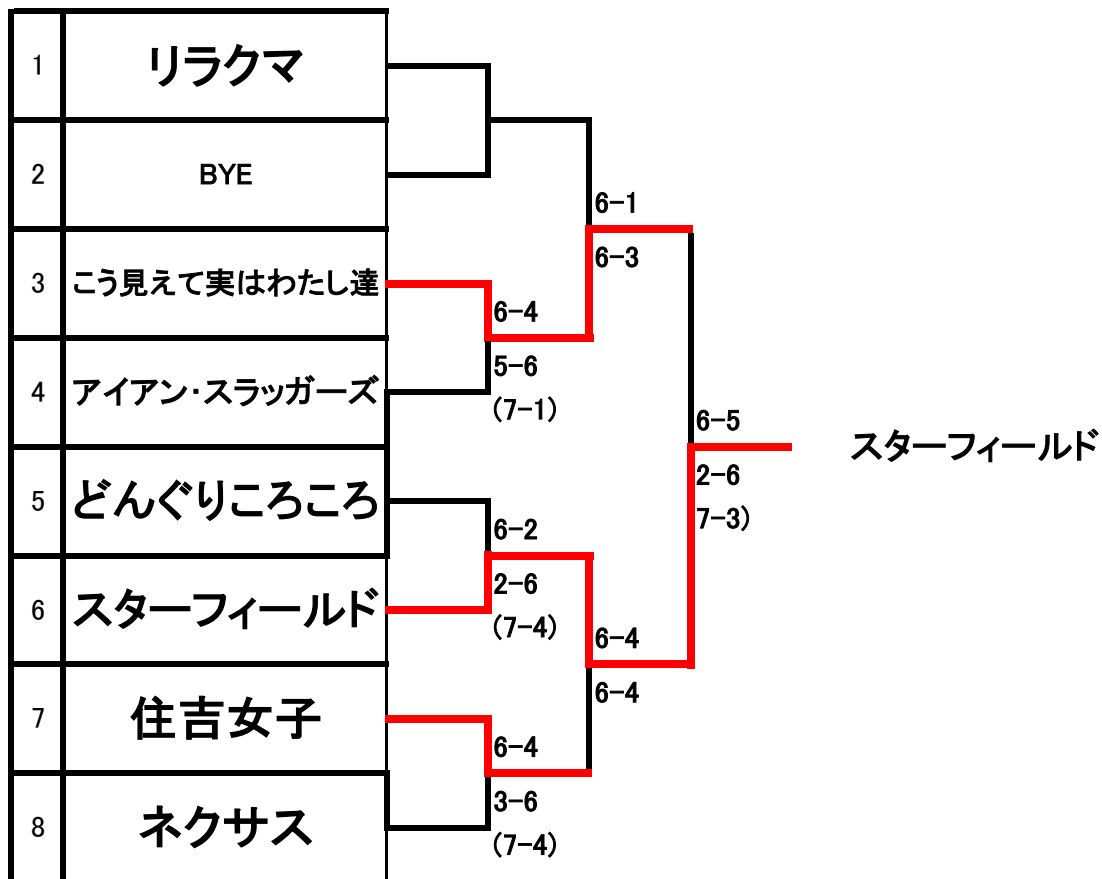 1 リラクマ
2 BYE
6-1
6-3
3 こう見えて実はわたし達
6-4
5-6
(7-1)
4 アイアン・スラッガーズ
6-5
2-6
7-3)
スターフィールド
5 どんぐりころころ
6-2
2-6
(7-4)
6 スターフィールド
6-4
6-4
7 住吉女子
6-4
3-6
(7-4)
8 ネクサス